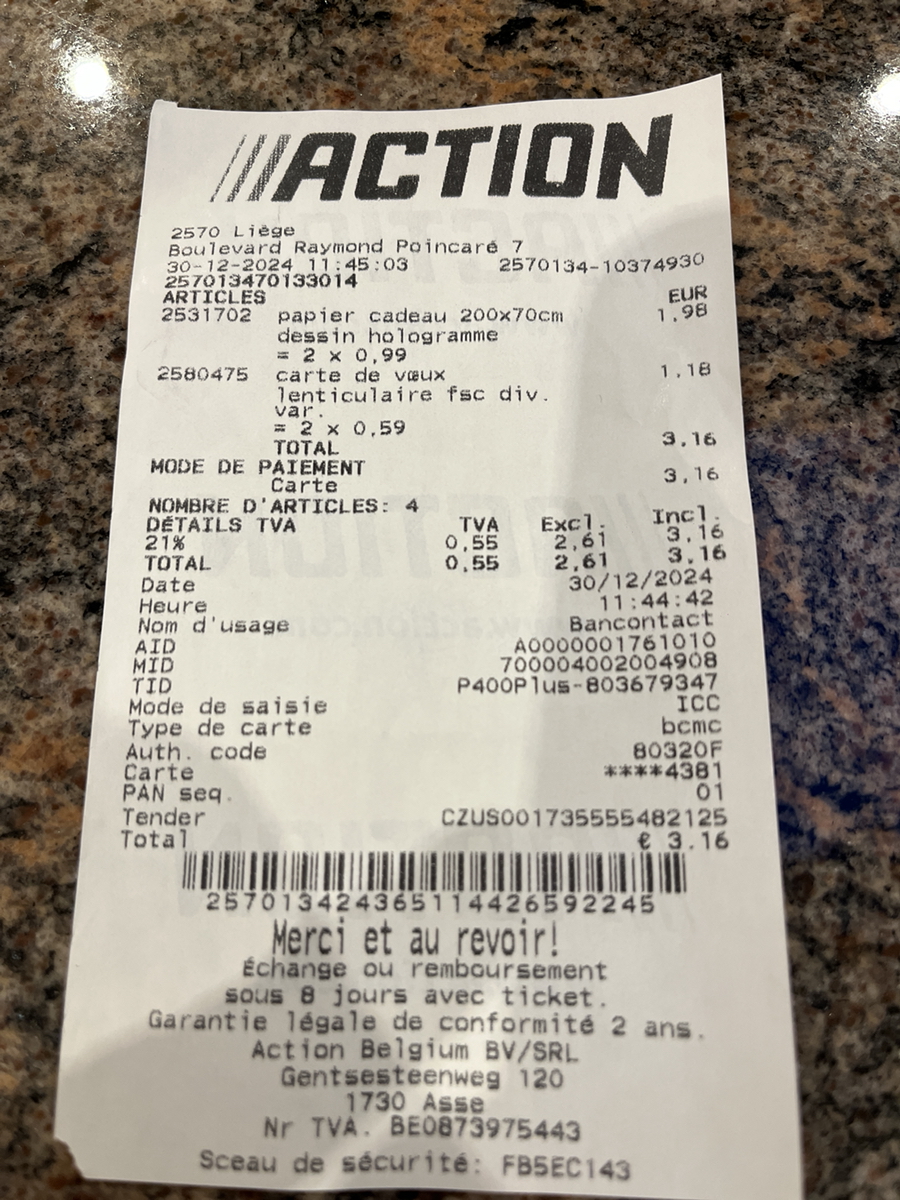 ///ACTION
2570 Liège
Boulevard Raymond Poincaré 7
30-12-2024 11:45:03 2570134-10374930
257013470133014
ARTICLES EUR
2531702 papier cadeau 200x70cm 1,98
dessin hologramme
= 2 x 0,99
2580475 carte de vœux 1,18
lenticulaire fsc div.
var.
= 2 x 0,59
TOTAL 3,16
MODE DE PAIEMENT
Carte 3,16
NOMBRE D'ARTICLES: 4
DÉTAILS TVA TVA Excl. Incl.
21% 0,55 2,61 3,16
TOTAL 0,55 2,61 3,16
Date 30/12/2024
Heure 11:44:42
Nom d'usage Bancontact
AID A0000001761010
MID 700004002004908
TID P400Plus-803679347
Mode de saisie ICC
Type de carte bcmc
Auth. code 80320F
Carte ****4381
PAN seq. 01
Tender CZUS001735555482125
Total € 3.16
257013424365114426592245
Merci et au revoir!
Échange ou remboursement
sous 8 jours avec ticket.
Garantie légale de conformité 2 ans.
Action Belgium BV/SRL
Gentsesteenweg 120
1730 Asse
Nr TVA. BE0873975443
Sceau de sécurité: FB5EC143